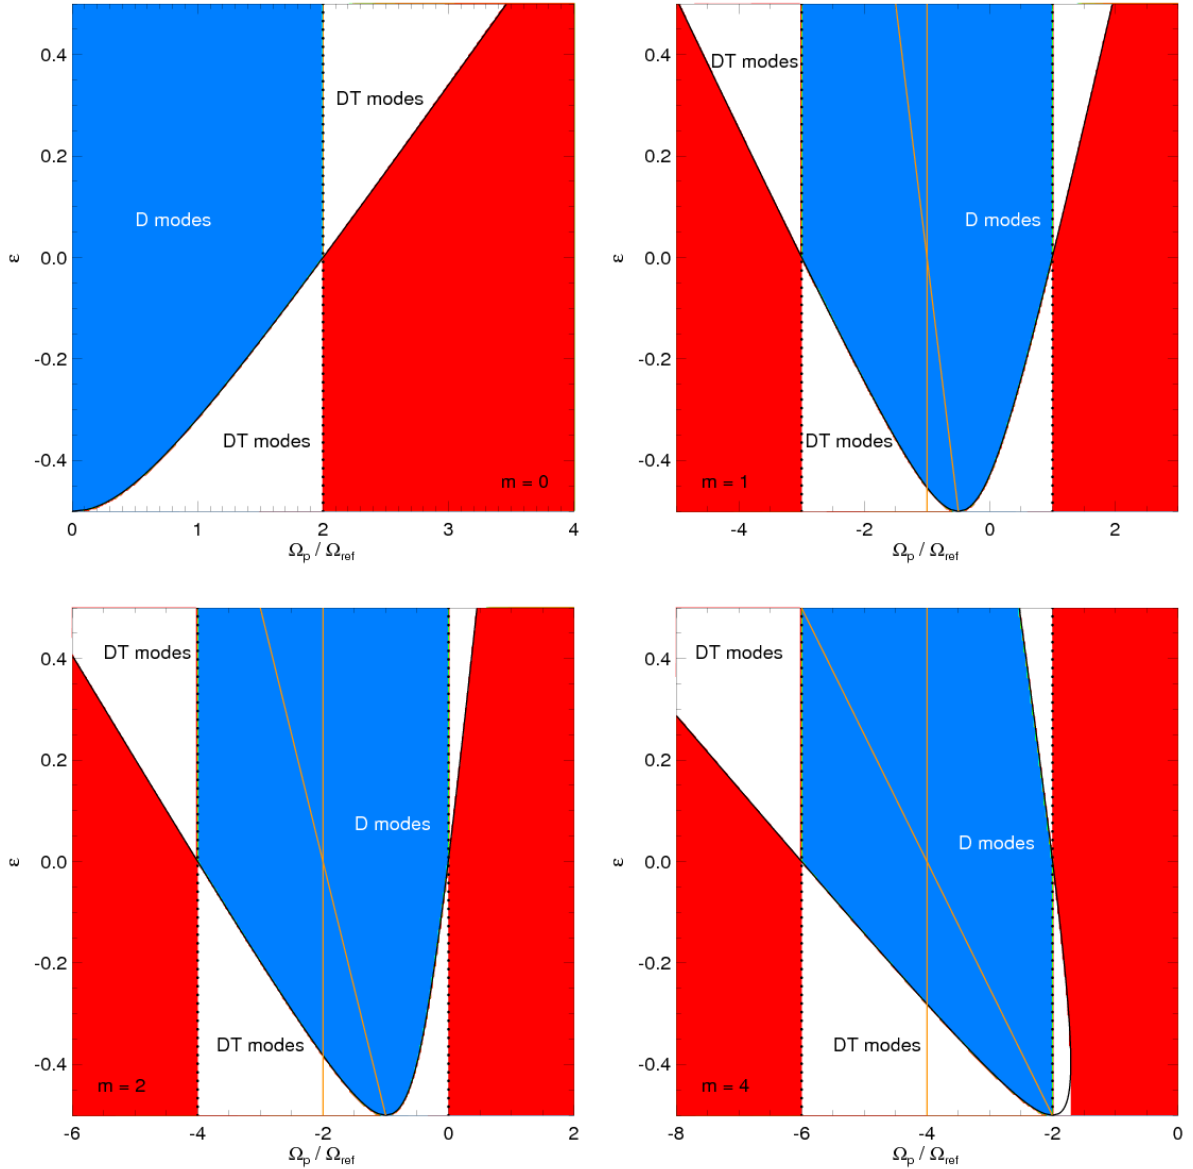 0.4
0.2
0.0
-0.2
-0.4
ε
DT modes
D modes
DT modes
m = 0
0 1 2 3 4
Ωp / Ωref
0.4
0.2
0.0
-0.2
-0.4
ε
DT modes
D modes
DT modes
m = 1
-4 -2 0 2
Ωp / Ωref
0.4
0.2
0.0
-0.2
-0.4
ε
DT modes
D modes
DT modes
m = 2
-6 -4 -2 0 2
Ωp / Ωref
0.4
0.2
0.0
-0.2
-0.4
ε
DT modes
D modes
DT modes
m = 4
-8 -6 -4 -2 0
Ωp / Ωref